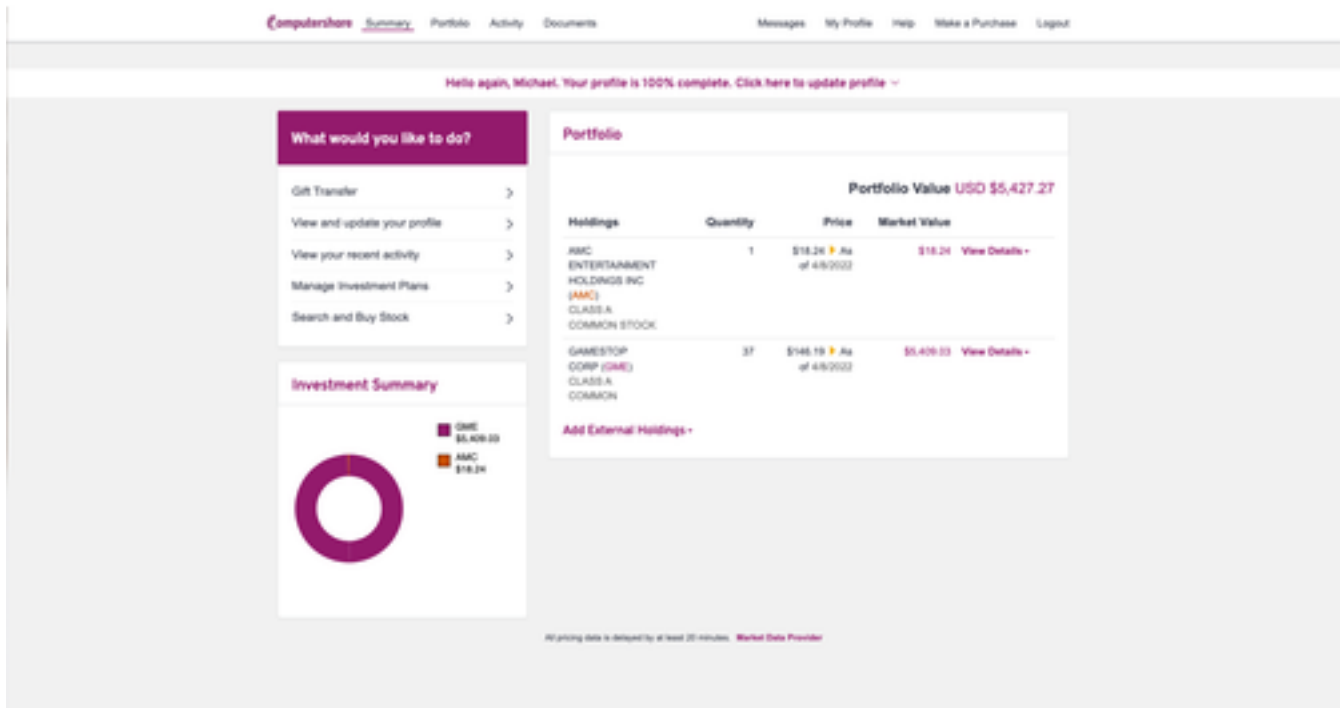 Computershare Summary Portfolio Activity Documents Messages My Profile Help Make a Purchase Logout
Hello again, Michael. Your profile is 100% complete. Click here to update profile
What would you like to do?
Gift Transfer
View and update your profile
View your recent activity
Manage Investment Plans
Search and Buy Stock
Investment Summary
GME
$5,409.03
AMC
$18.24
Portfolio
Portfolio Value USD $5,427.27
Holdings Quantity Price Market Value
AMC 1 $18.24 As $18.24 View Details
ENTERTAINMENT of 4/8/2022
HOLDINGS INC
(AMC)
CLASS A
COMMON STOCK
GAMESTOP 37 $146.19 As $5,409.03 View Details
CORP (GME) of 4/8/2022
CLASS A
COMMON
Add External Holdings
All pricing data is delayed by at least 20 minutes. Market Data Provider